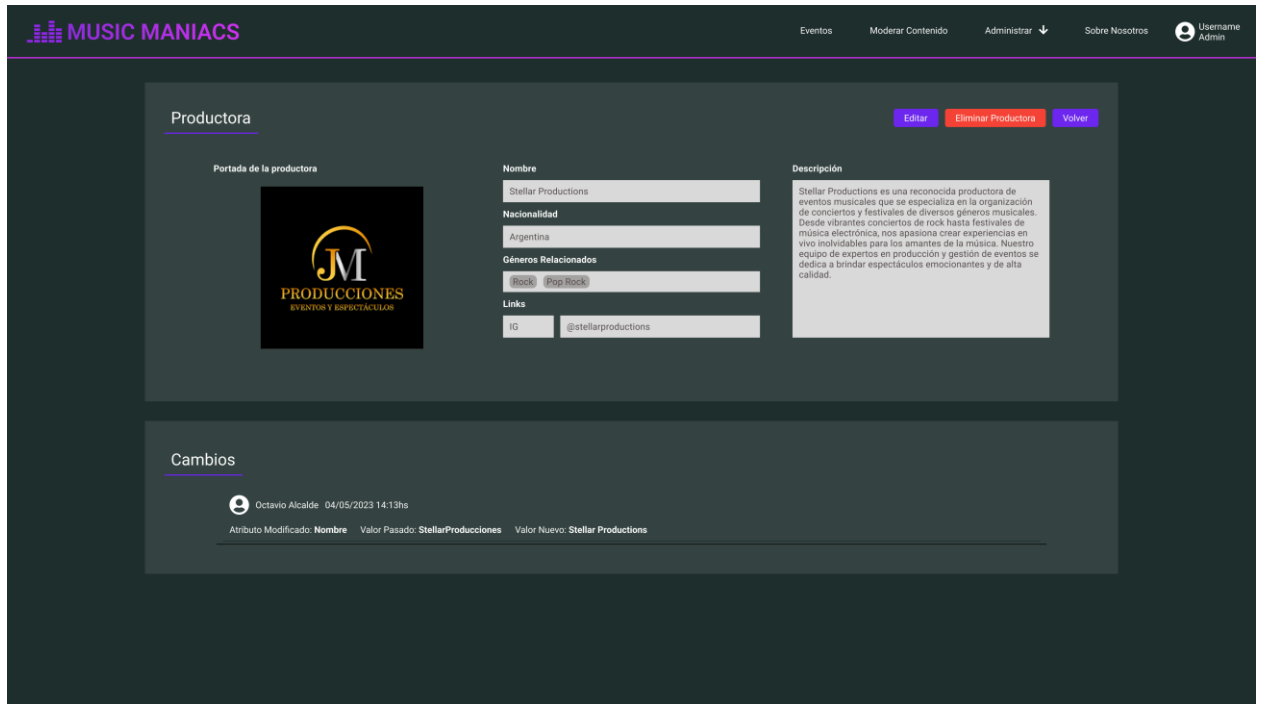 MUSIC MANIACS
Eventos
Moderar Contenido
Administrar
Sobre Nosotros
Username
Admin
Productora
Editar
Eliminar Productora
Volver
Portada de la productora
JM
PRODUCCIONES
EVENTOS Y ESPECTÁCULOS
Nombre
Stellar Productions
Nacionalidad
Argentina
Géneros Relacionados
Rock Pop Rock
Links
IG @stellarproductions
Descripción
Stellar Productions es una reconocida productora de
eventos musicales que se especializa en la organización
de conciertos y festivales de diversos géneros musicales.
Desde vibrantes conciertos de rock hasta festivales de
música electrónica, nos apasiona crear experiencias en
vivo inolvidables para los amantes de la música. Nuestro
equipo de expertos en producción y gestión de eventos se
dedica a brindar espectáculos emocionantes y de alta
calidad.
Cambios
Octavio Alcalde 04/05/2023 14:13hs
Atributo Modificado: Nombre Valor Pasado: StellarProducciones Valor Nuevo: Stellar Productions